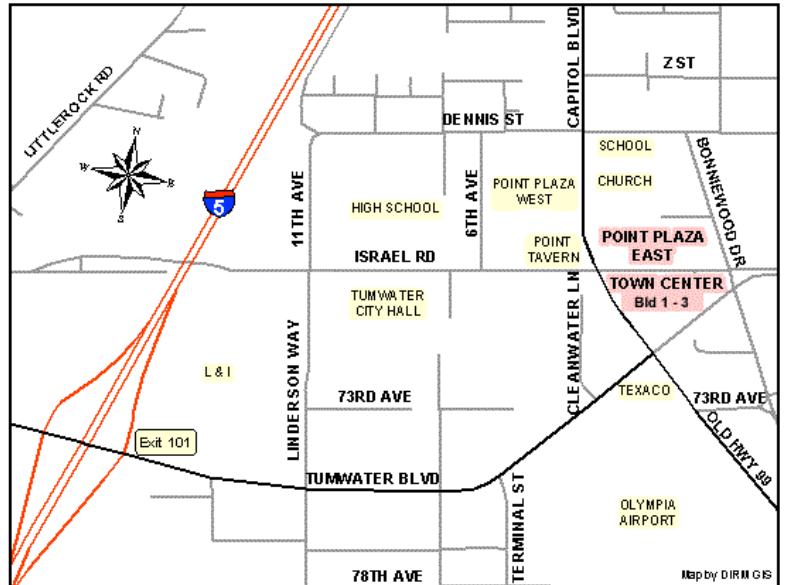 LITTLEROCK RD
CAPITOL BLVD
Z ST
DENNIS ST
N
W
E
S
SCHOOL
BONNIEWOOD DR
POINT PLAZA
WEST
CHURCH
5
11TH AVE
HIGH SCHOOL
6TH AVE
POINT
TAVERN
POINT PLAZA
EAST
ISRAEL RD
TOWN CENTER
Bld 1 - 3
TUMWATER
CITY HALL
CLEANWATER LN
L & I
LINDERSON WAY
73RD AVE
TEXACO
73RD AVE
OLD HWY 99
Exit 101
TUMWATER BLVD
TERMINAL ST
OLYMPIA
AIRPORT
78TH AVE
Map by DIRM GIS